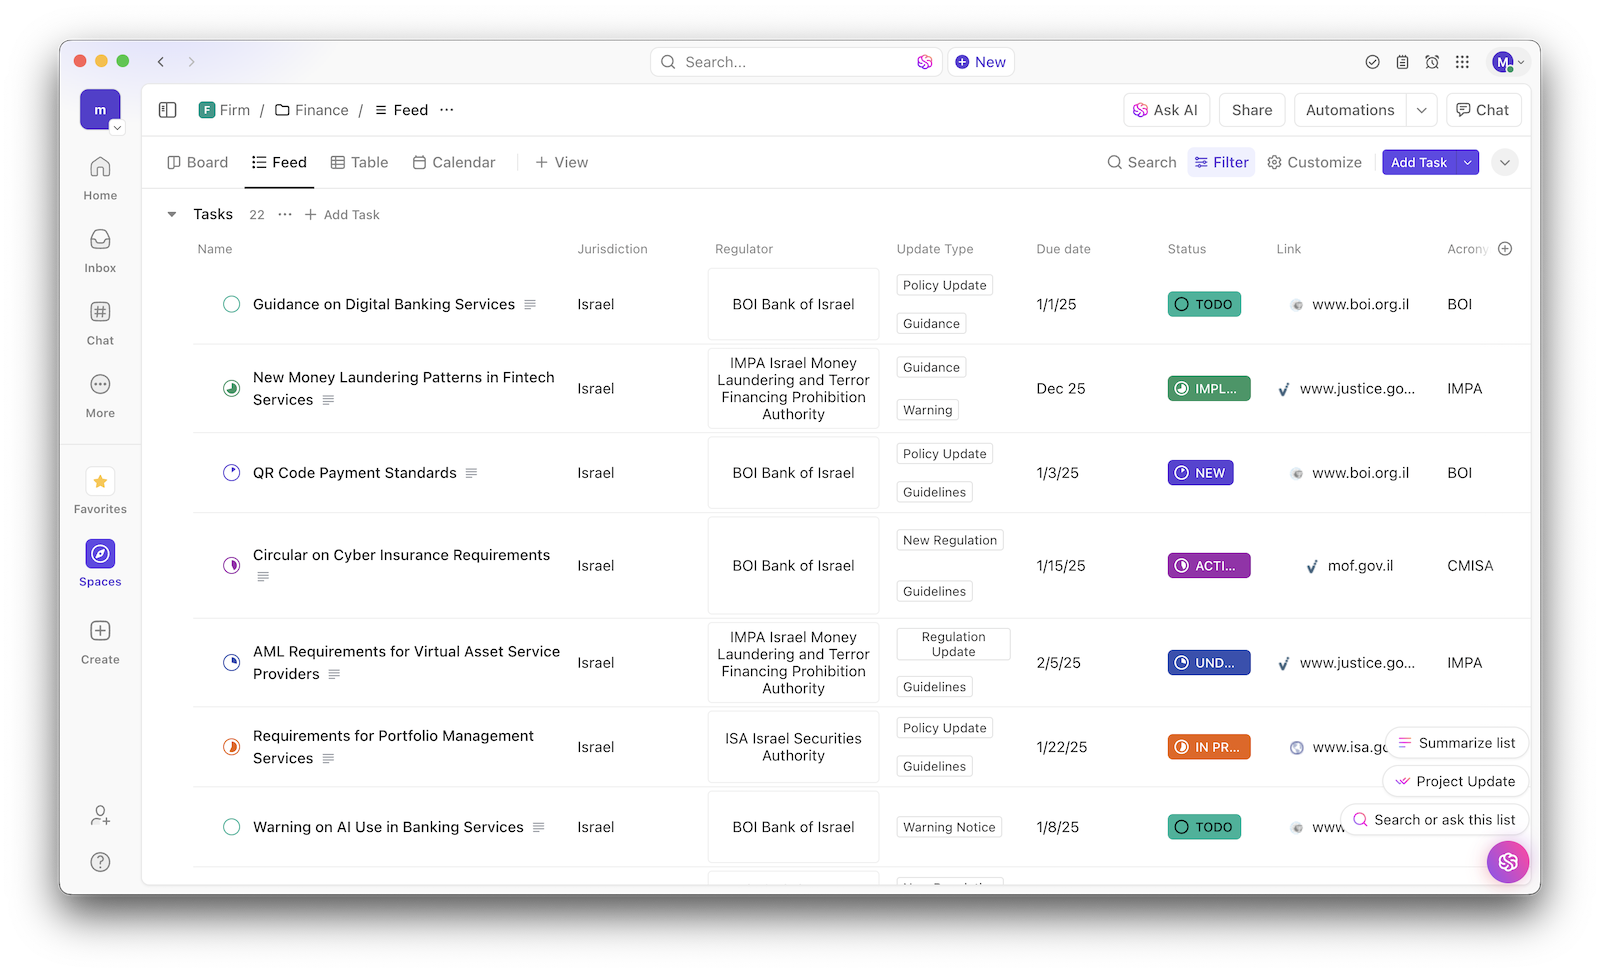 Search...
New
M
m
F Firm / Finance / Feed ...
Ask AI
Share
Automations
Chat
Home
Inbox
Chat
More
Favorites
Spaces
Create
Board
Feed
Table
Calendar
+ View
Search
Filter
Customize
Add Task
Tasks 22 ... + Add Task
Name Jurisdiction Regulator Update Type Due date Status Link Acrony
Guidance on Digital Banking Services
Israel
BOI Bank of Israel
Policy Update
Guidance
1/1/25
TODO
www.boi.org.il
BOI
New Money Laundering Patterns in Fintech
Services
Israel
IMPA Israel Money
Laundering and Terror
Financing Prohibition
Authority
Guidance
Warning
Dec 25
IMPL...
www.justice.go...
IMPA
QR Code Payment Standards
Israel
BOI Bank of Israel
Policy Update
Guidelines
1/3/25
NEW
www.boi.org.il
BOI
Circular on Cyber Insurance Requirements
Israel
BOI Bank of Israel
New Regulation
Guidelines
1/15/25
ACTI...
mof.gov.il
CMISA
AML Requirements for Virtual Asset Service
Providers
Israel
IMPA Israel Money
Laundering and Terror
Financing Prohibition
Authority
Regulation
Update
Guidelines
2/5/25
UND...
www.justice.go...
IMPA
Requirements for Portfolio Management
Services
Israel
ISA Israel Securities
Authority
Policy Update
Guidelines
1/22/25
IN PR...
www.isa.go
Summarize list
Project Update
Warning on AI Use in Banking Services
Israel
BOI Bank of Israel
Warning Notice
1/8/25
TODO
www
Search or ask this list